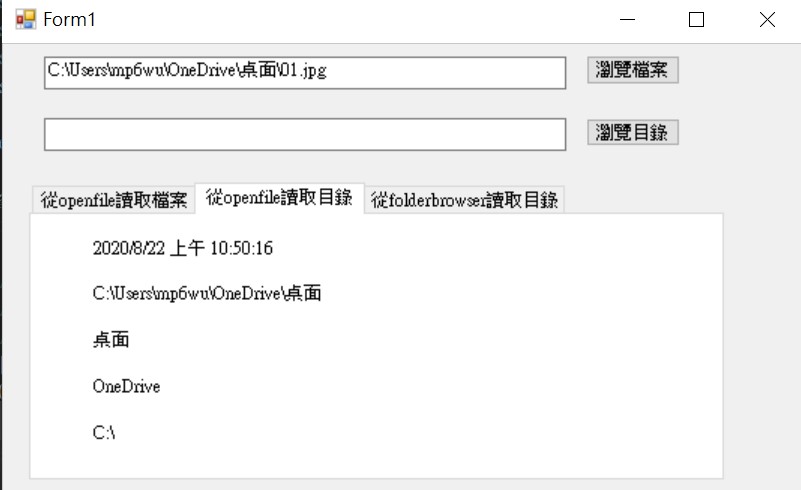 Form1
C:\Users\mp6wu\OneDrive\桌面\01.jpg
瀏覽檔案
瀏覽目錄
從openfile讀取檔案 從openfile讀取目錄 從folderbrowser讀取目錄
2020/8/22 上午 10:50:16
C:\Users\mp6wu\OneDrive\桌面
桌面
OneDrive
C:\